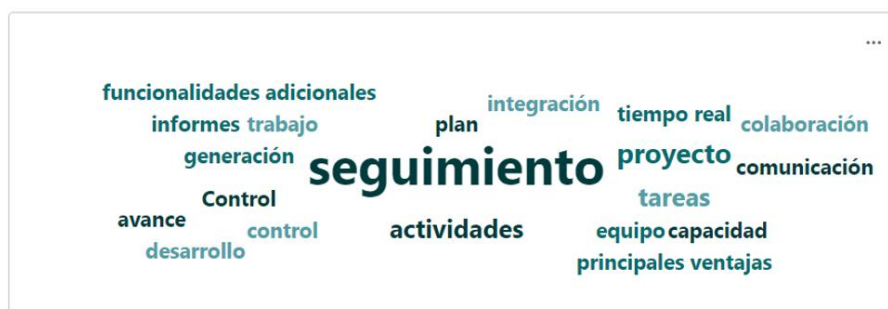 ...
funcionalidades adicionales
integración
tiempo real
informes trabajo
plan
colaboración
generación
seguimiento
proyecto
comunicación
Control
tareas
avance
control
actividades
equipo capacidad
desarrollo
principales ventajas